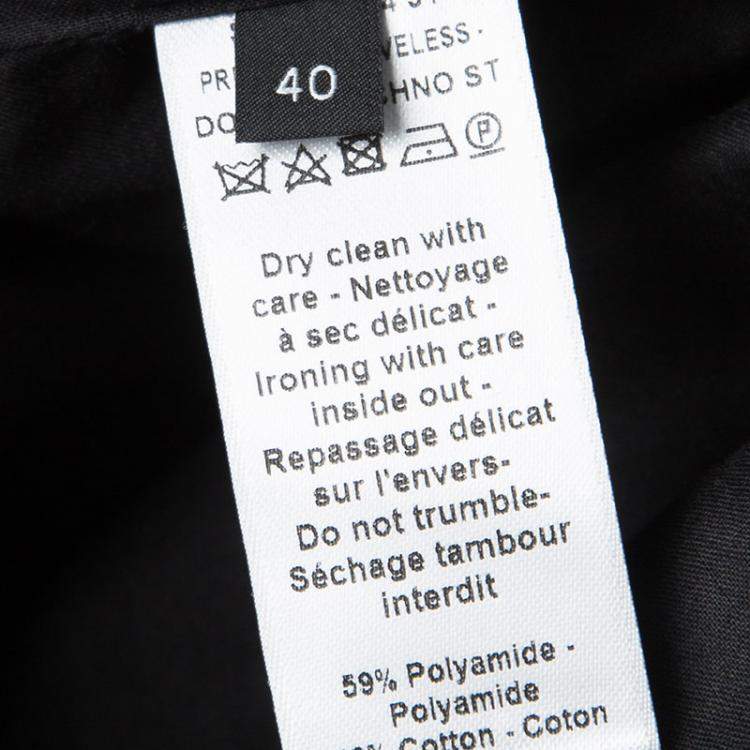 40
Dry clean with
care - Nettoyage
à sec délicat -
Ironing with care
inside out -
Repassage délicat
sur l'envers-
Do not trumble-
Séchage tambour
interdit
59% Polyamide -
Polyamide
Cotton - Coton